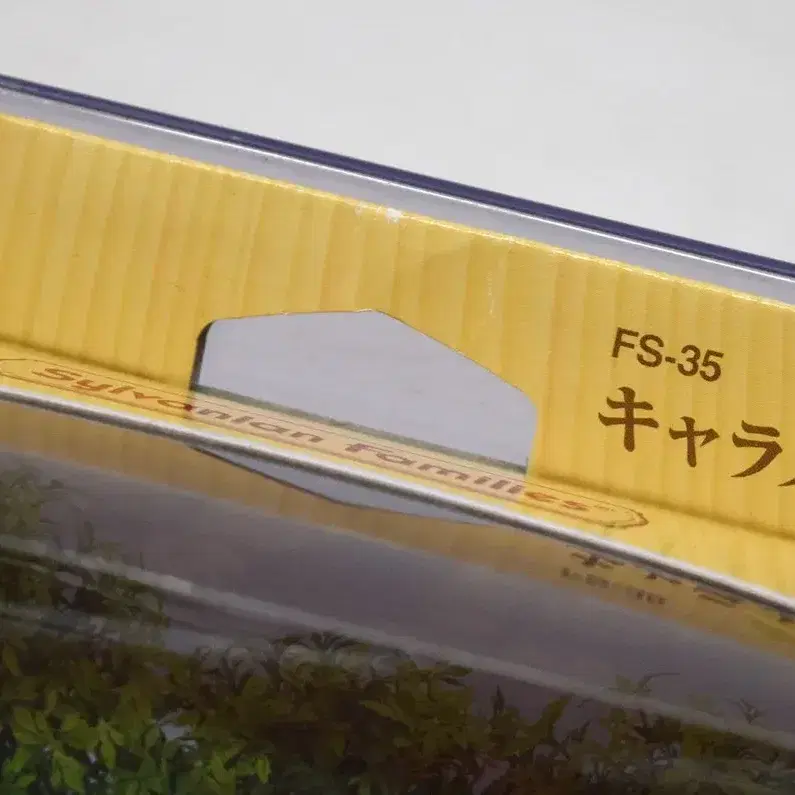 FS-35
キャラ
Sylvanian Families